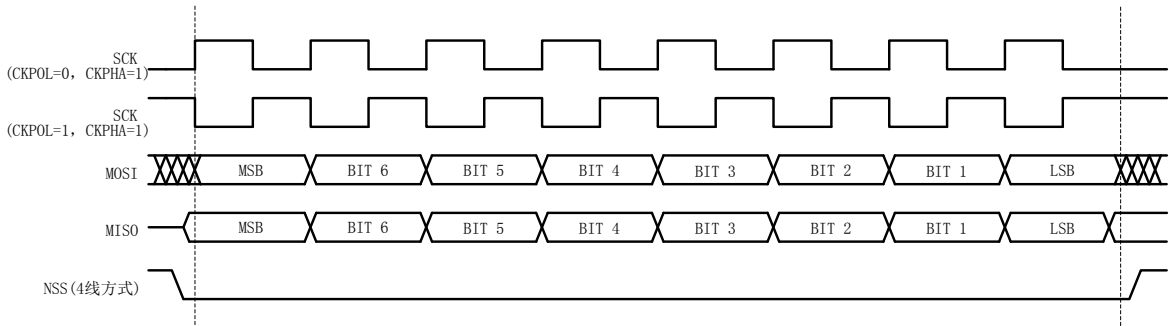 SCK
(CKPOL=0, CKPHA=1)
SCK
(CKPOL=1, CKPHA=1)
MOSI MSB BIT 6 BIT 5 BIT 4 BIT 3 BIT 2 BIT 1 LSB
MISO MSB BIT 6 BIT 5 BIT 4 BIT 3 BIT 2 BIT 1 LSB
NSS(4线方式)